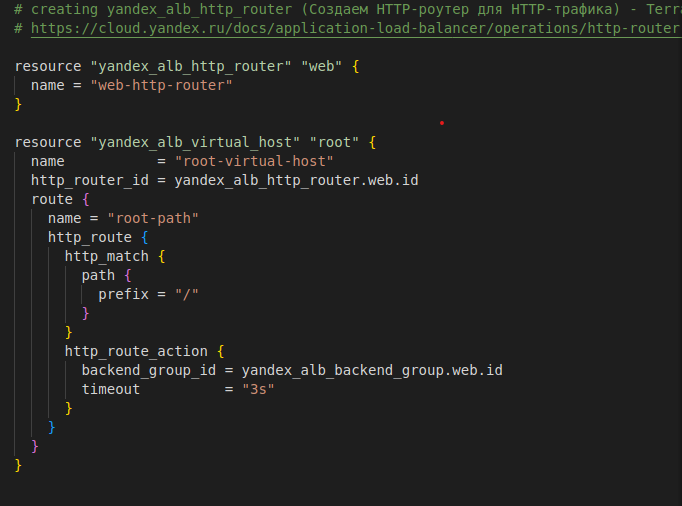 # creating yandex_alb_http_router (Создаем HTTP-роутер для HTTP-трафика) - Terra
# https://cloud.yandex.ru/docs/application-load-balancer/operations/http-router
resource "yandex_alb_http_router" "web" {
  name = "web-http-router"
}
resource "yandex_alb_virtual_host" "root" {
  name           = "root-virtual-host"
  http_router_id = yandex_alb_http_router.web.id
  route {
    name = "root-path"
    http_route {
      http_match {
        path {
          prefix = "/"
        }
      }
      http_route_action {
        backend_group_id = yandex_alb_backend_group.web.id
        timeout          = "3s"
      }
    }
  }
}